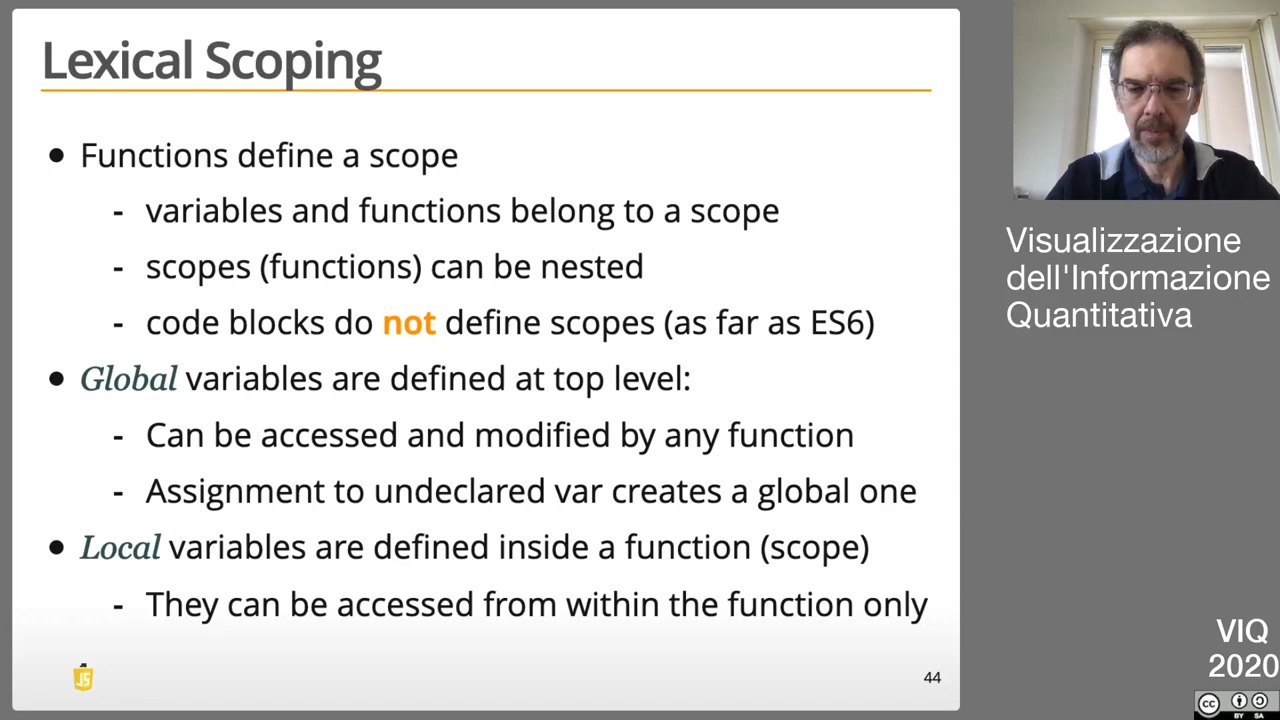 Lexical Scoping
• Functions define a scope
- variables and functions belong to a scope
- scopes (functions) can be nested
- code blocks do not define scopes (as far as ES6)
• Global variables are defined at top level:
- Can be accessed and modified by any function
- Assignment to undeclared var creates a global one
• Local variables are defined inside a function (scope)
- They can be accessed from within the function only
JS
44
Visualizzazione
dell'Informazione
Quantitativa
VIQ
2020
cc
BY SA